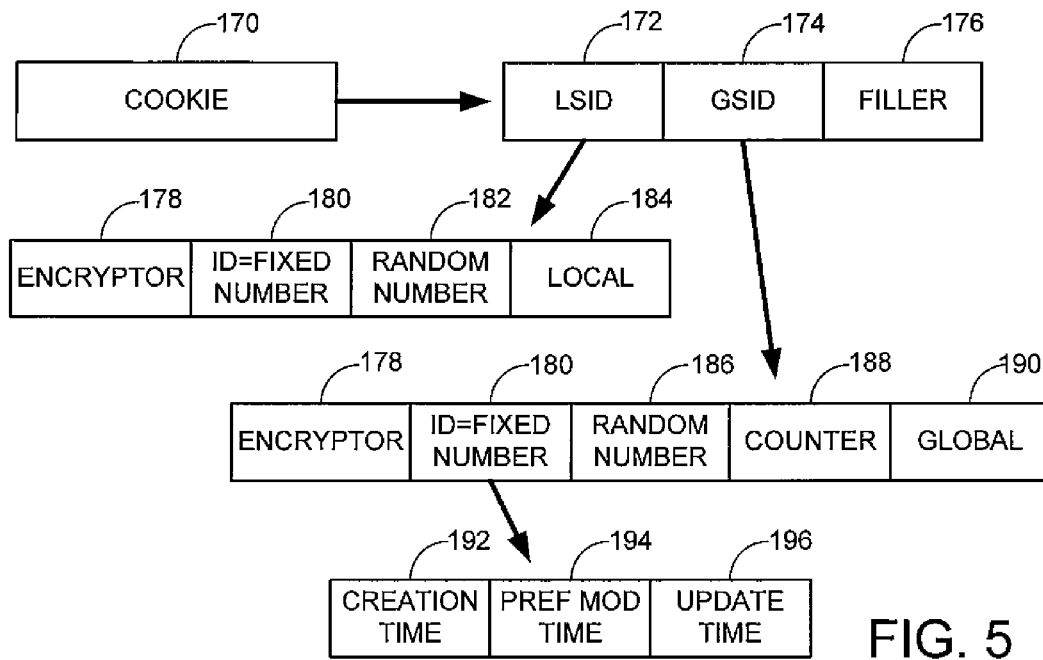 170
172
174
176
COOKIE
LSID
GSID
FILLER
178
180
182
184
ENCRYPTOR
ID=FIXED
NUMBER
RANDOM
NUMBER
LOCAL
178
180
186
188
190
ENCRYPTOR
ID=FIXED
NUMBER
RANDOM
NUMBER
COUNTER
GLOBAL
192
194
196
CREATION
TIME
PREF MOD
TIME
UPDATE
TIME
FIG. 5